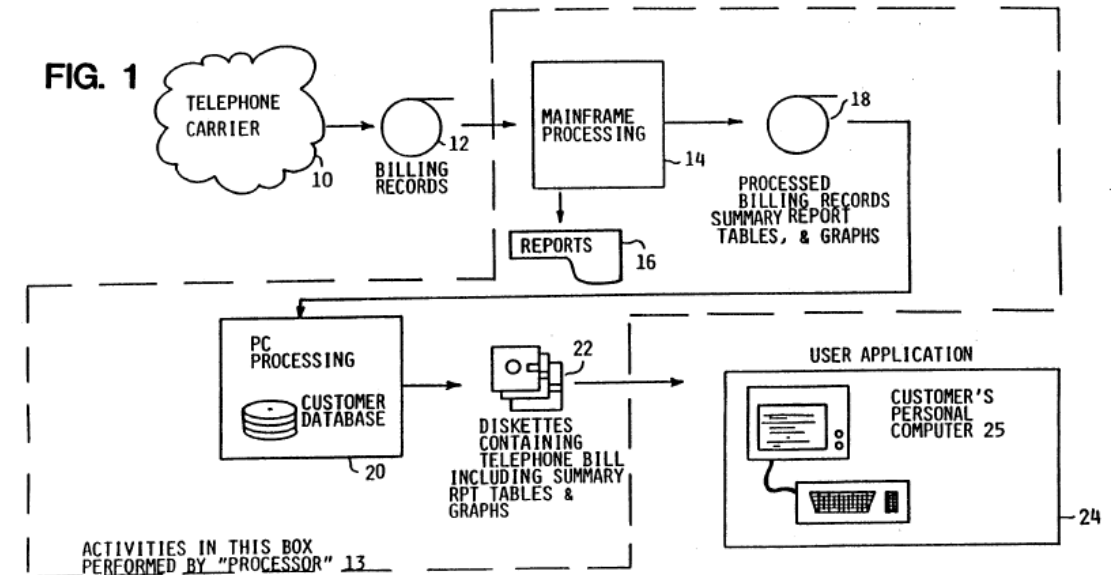 FIG. 1
TELEPHONE
CARRIER
10
12
BILLING
RECORDS
MAINFRAME
PROCESSING
14
REPORTS
16
18
PROCESSED
BILLING RECORDS
SUMMARY REPORT
TABLES, & GRAPHS
PC
PROCESSING
CUSTOMER
DATABASE
20
22
DISKETTES
CONTAINING
TELEPHONE BILL
INCLUDING SUMMARY
RPT TABLES &
GRAPHS
USER APPLICATION
CUSTOMER'S
PERSONAL
COMPUTER 25
24
ACTIVITIES IN THIS BOX
PERFORMED BY "PROCESSOR" 13